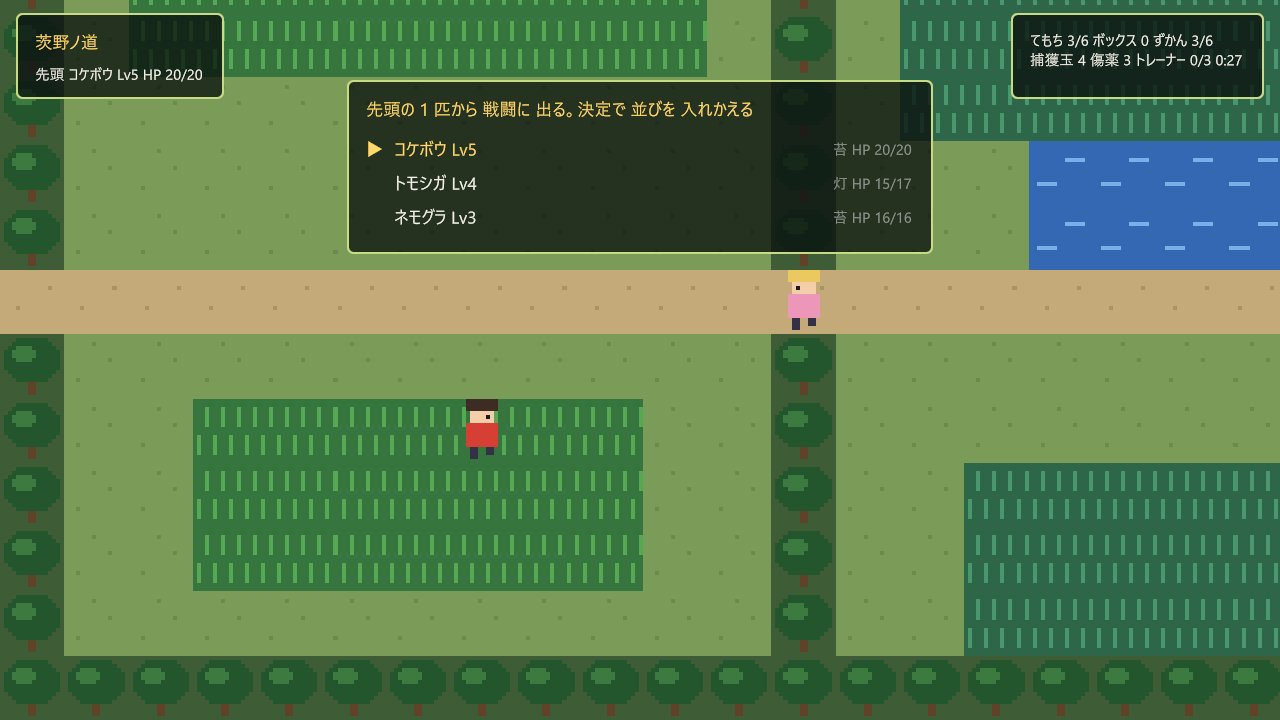 茨野ノ道
先頭 コケボウ Lv5 HP 20/20
てもち 3/6 ボックス 0 ずかん 3/6
捕獲玉 4 傷薬 3 トレーナー 0/3 0:27
先頭の 1 匹から 戦闘に 出る。決定で 並びを 入れかえる
▶ コケボウ Lv5 苔 HP 20/20
トモシガ Lv4 灯 HP 15/17
ネモグラ Lv3 苔 HP 16/16